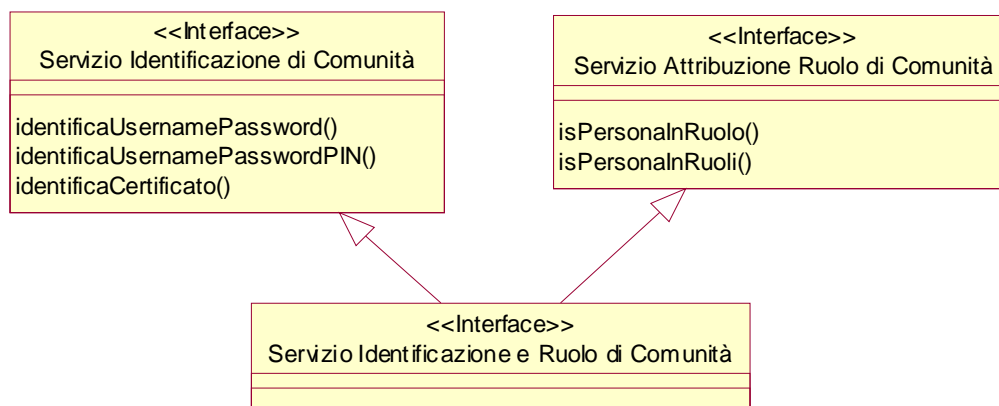 <<Interface>>
Servizio Identificazione di Comunità
identificaUsernamePassword()
identificaUsernamePasswordPIN()
identificaCertificato()
<<Interface>>
Servizio Attribuzione Ruolo di Comunità
isPersonaInRuolo()
isPersonaInRuoli()
<<Interface>>
Servizio Identificazione e Ruolo di Comunità